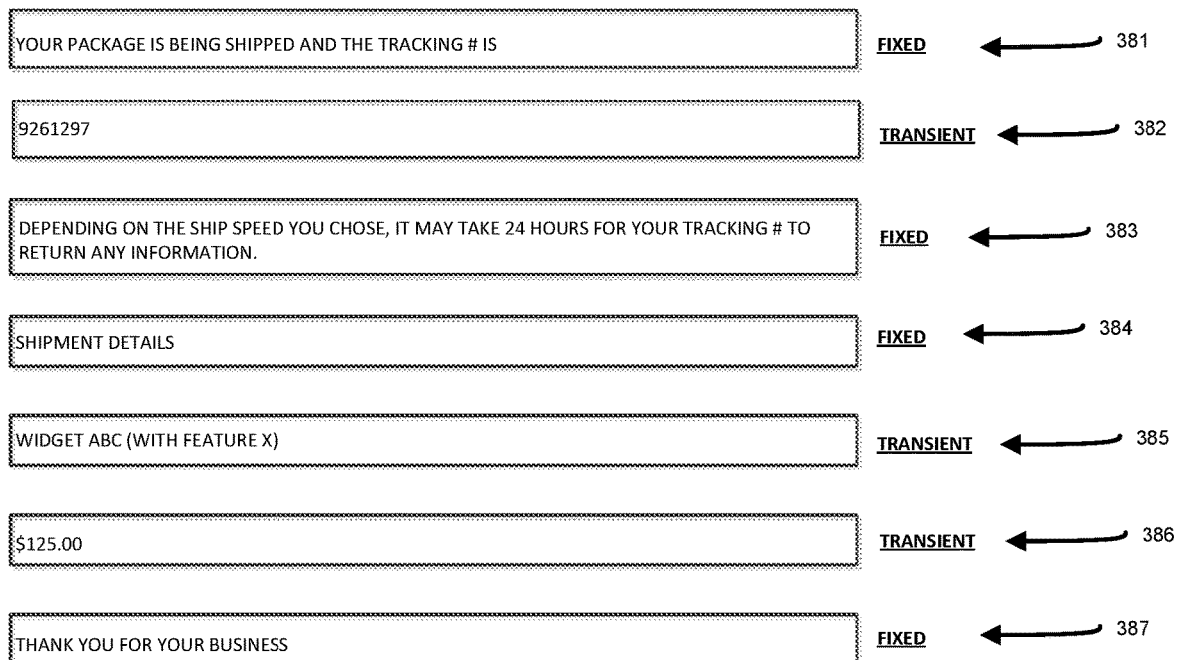 YOUR PACKAGE IS BEING SHIPPED AND THE TRACKING # IS FIXED 381
9261297 TRANSIENT 382
DEPENDING ON THE SHIP SPEED YOU CHOSE, IT MAY TAKE 24 HOURS FOR YOUR TRACKING # TO
RETURN ANY INFORMATION. FIXED 383
SHIPMENT DETAILS FIXED 384
WIDGET ABC (WITH FEATURE X) TRANSIENT 385
$125.00 TRANSIENT 386
THANK YOU FOR YOUR BUSINESS FIXED 387